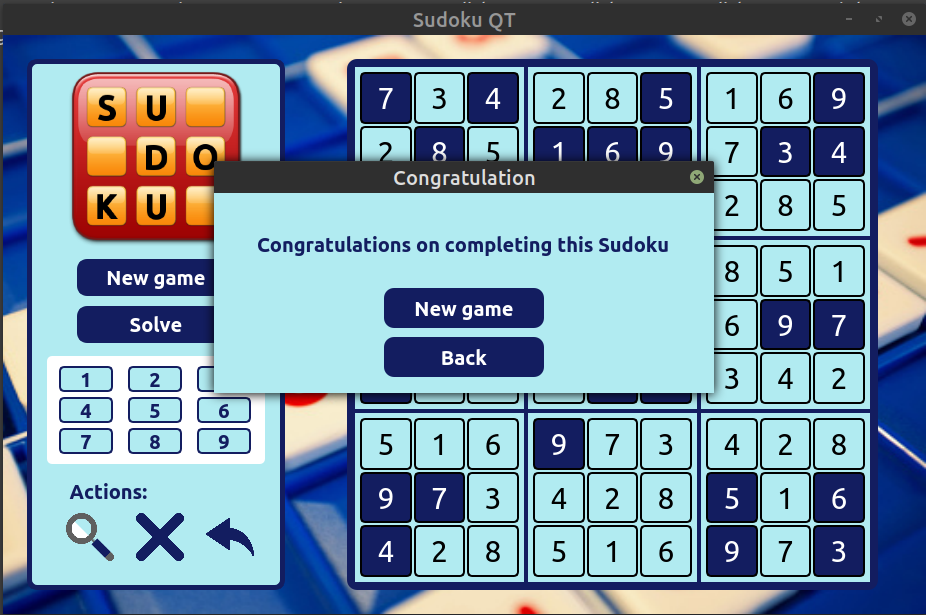 Sudoku QT
S U
D O
K U
New game
Solve
1 2
4 5 6
7 8 9
Actions:
Congratulation
Congratulations on completing this Sudoku
New game
Back
7 3 4 2 8 5 1 6 9
2 8 5 1 6 9 7 3 4
2 8 5
8 5 1
6 9 7
3 4 2
5 1 6 9 7 3 4 2 8
9 7 3 4 2 8 5 1 6
4 2 8 5 1 6 9 7 3